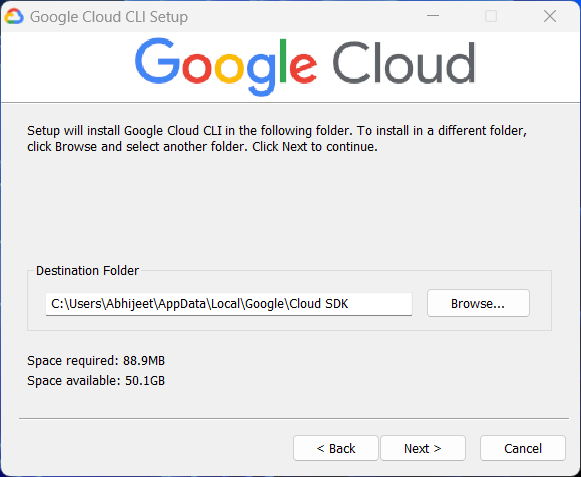 Google Cloud CLI Setup
Google Cloud
Setup will install Google Cloud CLI in the following folder. To install in a different folder,
click Browse and select another folder. Click Next to continue.
Destination Folder
C:\Users\Abhijeet\AppData\Local\Google\Cloud SDK
Browse...
Space required: 88.9MB
Space available: 50.1GB
< Back
Next >
Cancel